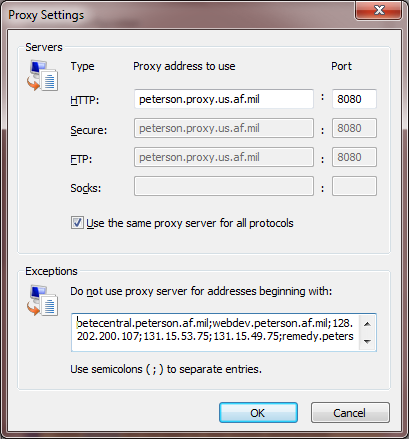 Proxy Settings
Servers
Type Proxy address to use Port
HTTP: peterson.proxy.us.af.mil : 8080
Secure: peterson.proxy.us.af.mil : 8080
FTP: peterson.proxy.us.af.mil : 8080
Socks: :
Use the same proxy server for all protocols
Exceptions
Do not use proxy server for addresses beginning with:
betecentral.peterson.af.mil;webdev.peterson.af.mil;128.
202.200.107;131.15.53.75;131.15.49.75;remedy.peters
Use semicolons ( ; ) to separate entries.
OK Cancel